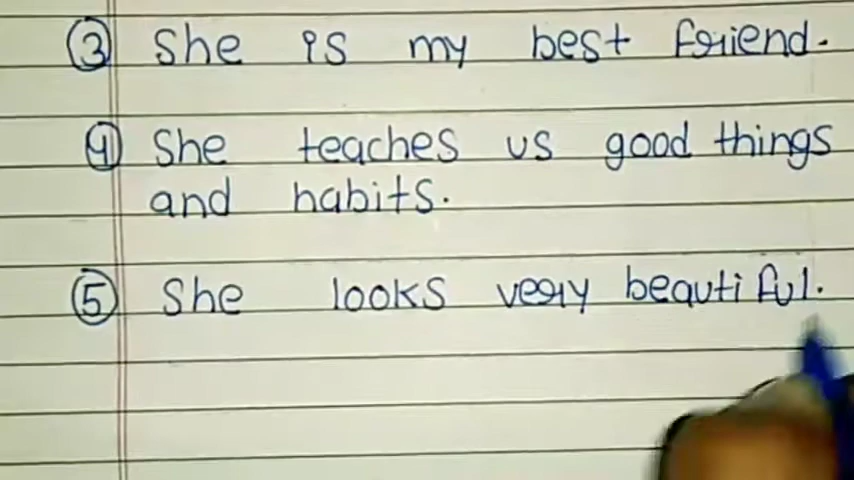 ③ She is my best friend.
④ She teaches us good things
and habits.
⑤ She looks very beautiful.